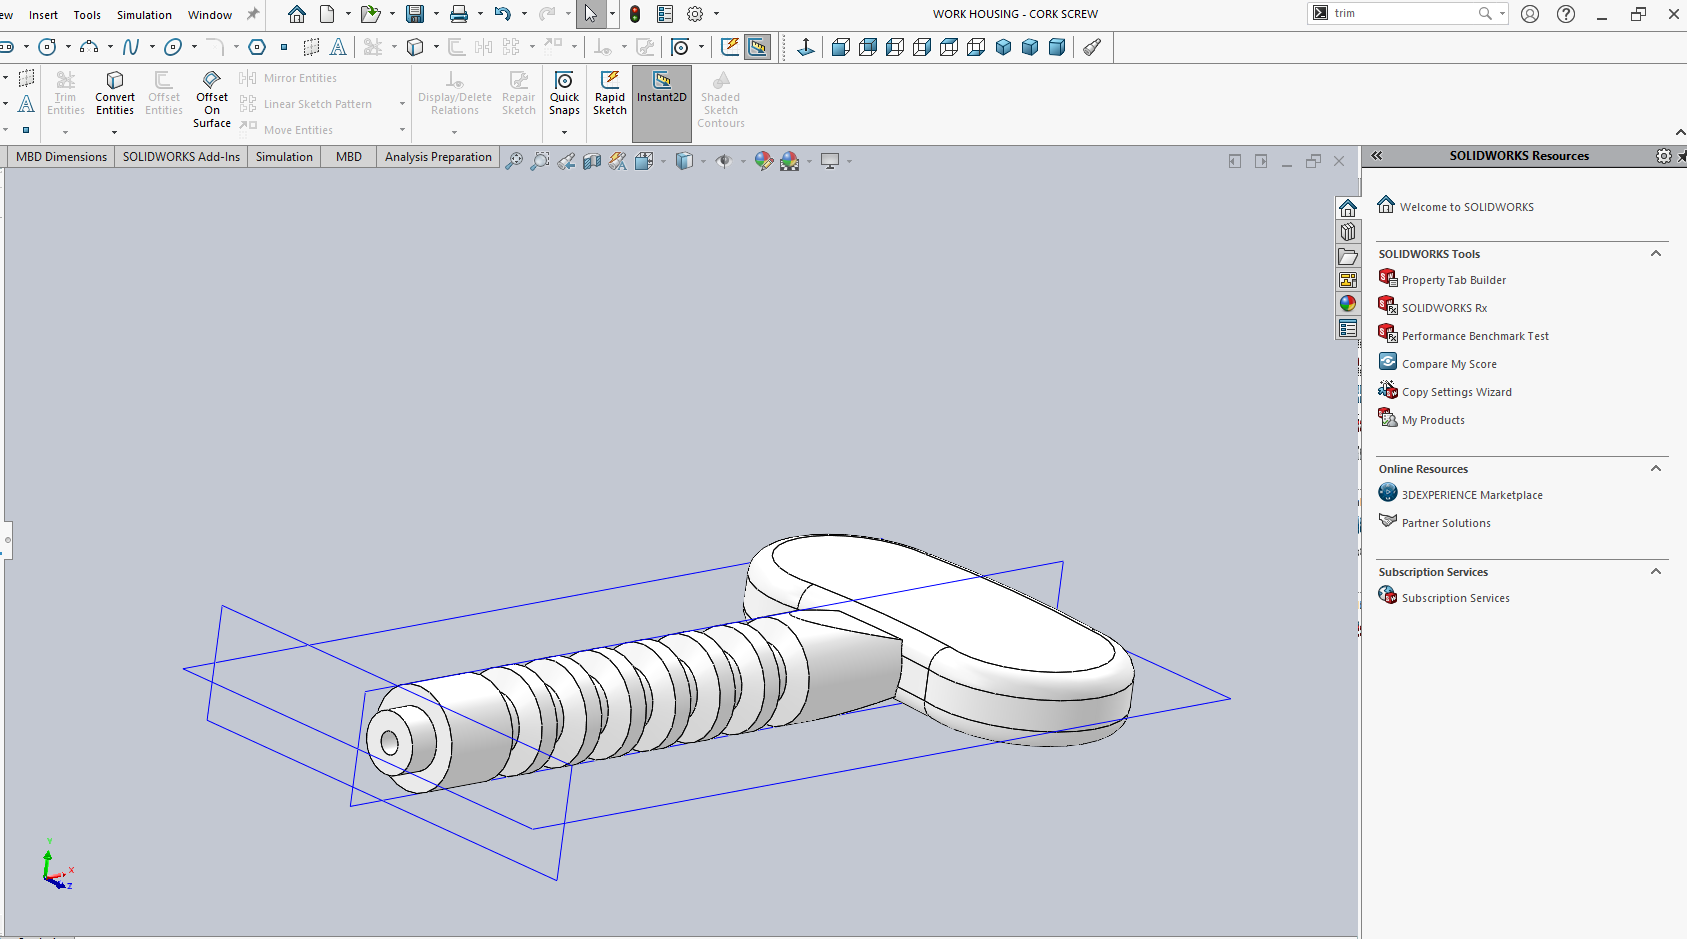 ew Insert Tools Simulation Window
WORK HOUSING - CORK SCREW
trim
Trim Entities
Convert Entities
Offset Entities
Offset On Surface
Mirror Entities
Linear Sketch Pattern
Move Entities
Display/Delete Relations
Repair Sketch
Quick Snaps
Rapid Sketch
Instant2D
Shaded Sketch Contours
MBD Dimensions
SOLIDWORKS Add-Ins
Simulation
MBD
Analysis Preparation
SOLIDWORKS Resources
Welcome to SOLIDWORKS
SOLIDWORKS Tools
Property Tab Builder
SOLIDWORKS Rx
Performance Benchmark Test
Compare My Score
Copy Settings Wizard
My Products
Online Resources
3DEXPERIENCE Marketplace
Partner Solutions
Subscription Services
Subscription Services
Y
X
Z